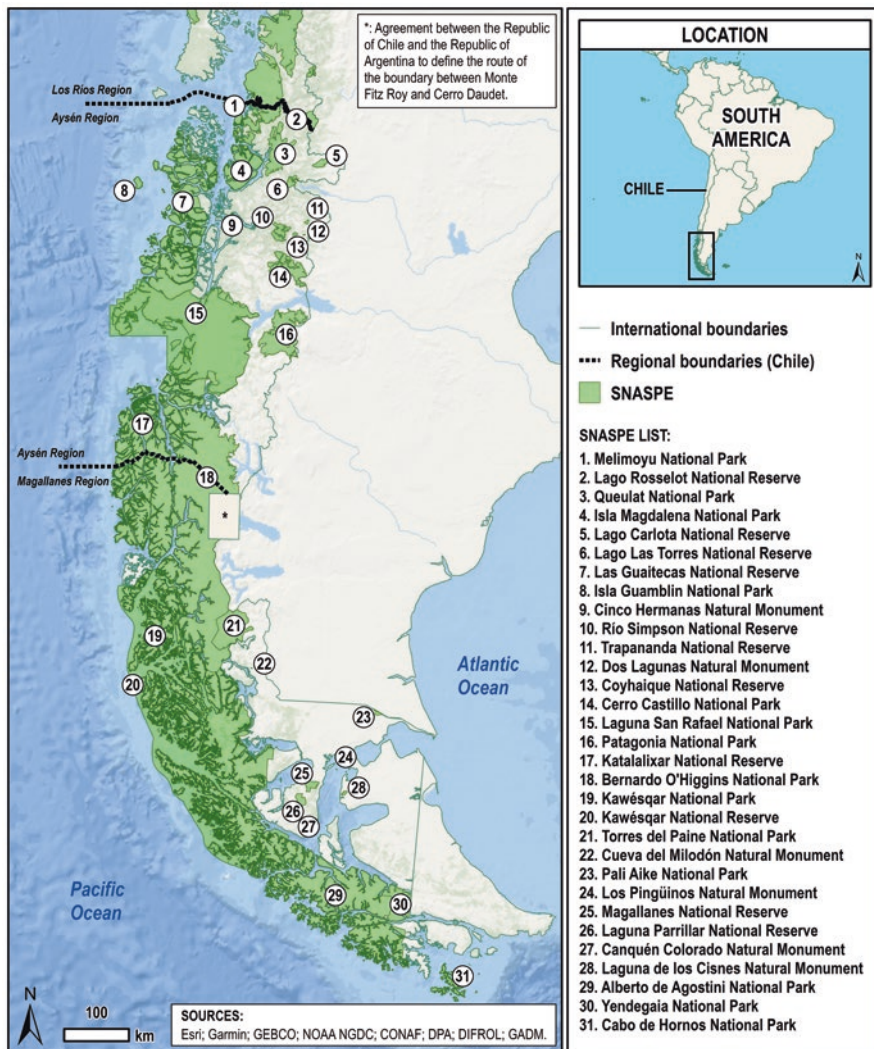 *: Agreement between the Republic
of Chile and the Republic of
Argentina to define the route of
the boundary between Monte
Fitz Roy and Cerro Daudet.
Los Ríos Region
Aysén Region
1
2
3
4
5
6
7
8
9
10
11
12
13
14
15
16
17
Aysén Region
Magallanes Region
18
*
19
20
21
22
23
24
25
26
27
28
29
30
31
Atlantic
Ocean
Pacific
Ocean
N
100
km
SOURCES:
Esri; Garmin; GEBCO; NOAA NGDC; CONAF; DPA; DIFROL; GADM.
LOCATION
SOUTH
AMERICA
CHILE
N
International boundaries
Regional boundaries (Chile)
SNASPE
SNASPE LIST:
1. Melimoyu National Park
2. Lago Rosselot National Reserve
3. Queulat National Park
4. Isla Magdalena National Park
5. Lago Carlota National Reserve
6. Lago Las Torres National Reserve
7. Las Guaitecas National Reserve
8. Isla Guamblin National Park
9. Cinco Hermanas Natural Monument
10. Río Simpson National Reserve
11. Trapananda National Reserve
12. Dos Lagunas Natural Monument
13. Coyhaique National Reserve
14. Cerro Castillo National Park
15. Laguna San Rafael National Park
16. Patagonia National Park
17. Katalalixar National Reserve
18. Bernardo O'Higgins National Park
19. Kawésqar National Park
20. Kawésqar National Reserve
21. Torres del Paine National Park
22. Cueva del Milodón Natural Monument
23. Pali Aike National Park
24. Los Pingüinos Natural Monument
25. Magallanes National Reserve
26. Laguna Parrillar National Reserve
27. Canquén Colorado Natural Monument
28. Laguna de los Cisnes Natural Monument
29. Alberto de Agostini National Park
30. Yendegaia National Park
31. Cabo de Hornos National Park